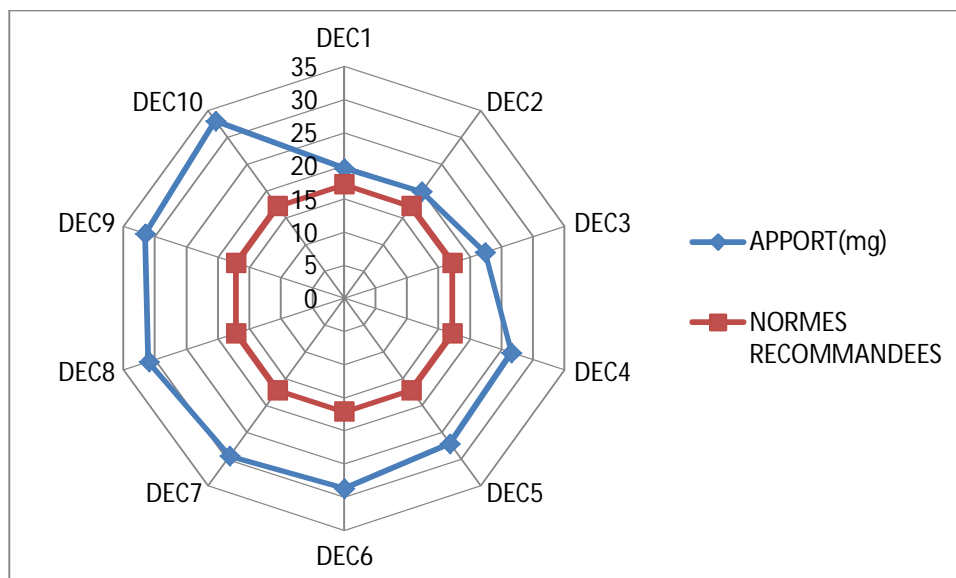 DEC1
DEC2
DEC3
DEC4
DEC5
DEC6
DEC7
DEC8
DEC9
DEC10
35
30
25
20
15
10
5
0
APPORT(mg)
NORMES
RECOMMANDEES